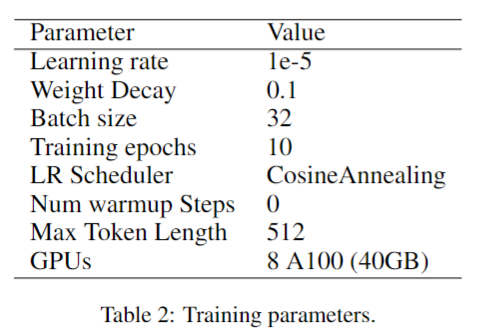 Parameter Value
Learning rate 1e-5
Weight Decay 0.1
Batch size 32
Training epochs 10
LR Scheduler CosineAnnealing
Num warmup Steps 0
Max Token Length 512
GPUs 8 A100 (40GB)
Table 2: Training parameters.